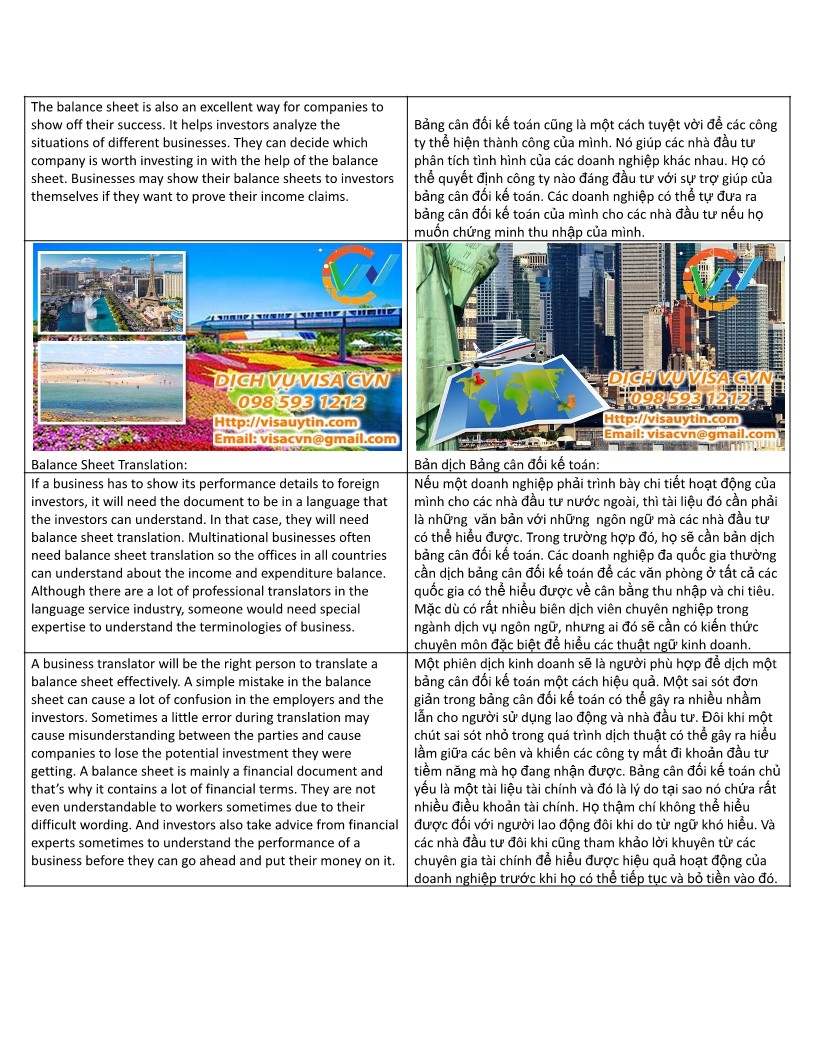 The balance sheet is also an excellent way for companies to
show off their success. It helps investors analyze the
situations of different businesses. They can decide which
company is worth investing in with the help of the balance
sheet. Businesses may show their balance sheets to investors
themselves if they want to prove their income claims.
Bảng cân đối kế toán cũng là một cách tuyệt vời để các công
ty thể hiện thành công của mình. Nó giúp các nhà đầu tư
phân tích tình hình của các doanh nghiệp khác nhau. Họ có
thể quyết định công ty nào đáng đầu tư với sự trợ giúp của
bảng cân đối kế toán. Các doanh nghiệp có thể tự đưa ra
bảng cân đối kế toán của mình cho các nhà đầu tư nếu họ
muốn chứng minh thu nhập của mình.
DỊCH VỤ VISA CVN
098 593 1212
Http://visauytin.com
Email: visacvn@gmail.com
Balance Sheet Translation:
DỊCH VỤ VISA CVN
098 593 1212
Http://visauytin.com
Email: visacvn@gmail.com
Bản dịch Bảng cân đối kế toán:
If a business has to show its performance details to foreign
investors, it will need the document to be in a language that
the investors can understand. In that case, they will need
balance sheet translation. Multinational businesses often
need balance sheet translation so the offices in all countries
can understand about the income and expenditure balance.
Although there are a lot of professional translators in the
language service industry, someone would need special
expertise to understand the terminologies of business.
Nếu một doanh nghiệp phải trình bày chi tiết hoạt động của
mình cho các nhà đầu tư nước ngoài, thì tài liệu đó cần phải
là những  văn bản với những  ngôn ngữ mà các nhà đầu tư
có thể hiểu được. Trong trường hợp đó, họ sẽ cần bản dịch
bảng cân đối kế toán. Các doanh nghiệp đa quốc gia thường
cần dịch bảng cân đối kế toán để các văn phòng ở tất cả các
quốc gia có thể hiểu được về cân bằng thu nhập và chi tiêu.
Mặc dù có rất nhiều biên dịch viên chuyên nghiệp trong
ngành dịch vụ ngôn ngữ, nhưng ai đó sẽ cần có kiến thức
chuyên môn đặc biệt để hiểu các thuật ngữ kinh doanh.
A business translator will be the right person to translate a
balance sheet effectively. A simple mistake in the balance
sheet can cause a lot of confusion in the employers and the
investors. Sometimes a little error during translation may
cause misunderstanding between the parties and cause
companies to lose the potential investment they were
getting. A balance sheet is mainly a financial document and
that’s why it contains a lot of financial terms. They are not
even understandable to workers sometimes due to their
difficult wording. And investors also take advice from financial
experts sometimes to understand the performance of a
business before they can go ahead and put their money on it.
Một phiên dịch kinh doanh sẽ là người phù hợp để dịch một
bảng cân đối kế toán một cách hiệu quả. Một sai sót đơn
giản trong bảng cân đối kế toán có thể gây ra nhiều nhầm
lẫn cho người sử dụng lao động và nhà đầu tư. Đôi khi một
chút sai sót nhỏ trong quá trình dịch thuật có thể gây ra hiểu
lầm giữa các bên và khiến các công ty mất đi khoản đầu tư
tiềm năng mà họ đang nhận được. Bảng cân đối kế toán chủ
yếu là một tài liệu tài chính và đó là lý do tại sao nó chứa rất
nhiều điều khoản tài chính. Họ thậm chí không thể hiểu
được đối với người lao động đôi khi do từ ngữ khó hiểu. Và
các nhà đầu tư đôi khi cũng tham khảo lời khuyên từ các
chuyên gia tài chính để hiểu được hiệu quả hoạt động của
doanh nghiệp trước khi họ có thể tiếp tục và bỏ tiền vào đó.